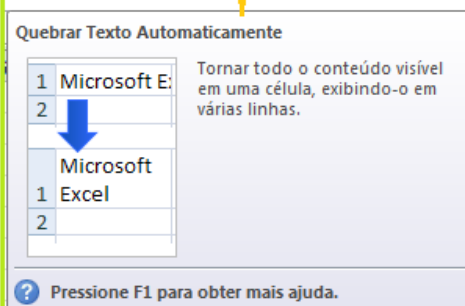 Quebrar Texto Automaticamente
1 Microsoft E
2
Microsoft
1 Excel
2
Tornar todo o conteúdo visível
em uma célula, exibindo-o em
várias linhas.
? Pressione F1 para obter mais ajuda.